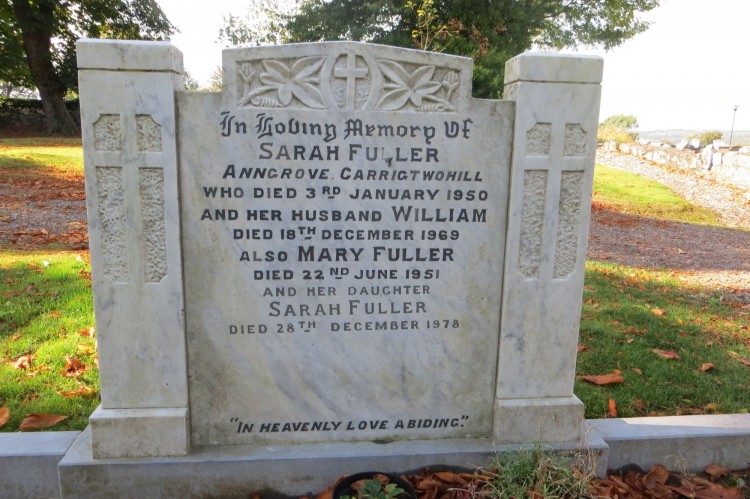 In Loving Memory Of
SARAH FULLER
ANNGROVE, CARRIGTWOHILL
WHO DIED 3RD JANUARY 1950
AND HER HUSBAND WILLIAM
DIED 18TH DECEMBER 1969
ALSO MARY FULLER
DIED 22ND JUNE 1951
AND HER DAUGHTER
SARAH FULLER
DIED 28TH DECEMBER 1978
"IN HEAVENLY LOVE ABIDING."